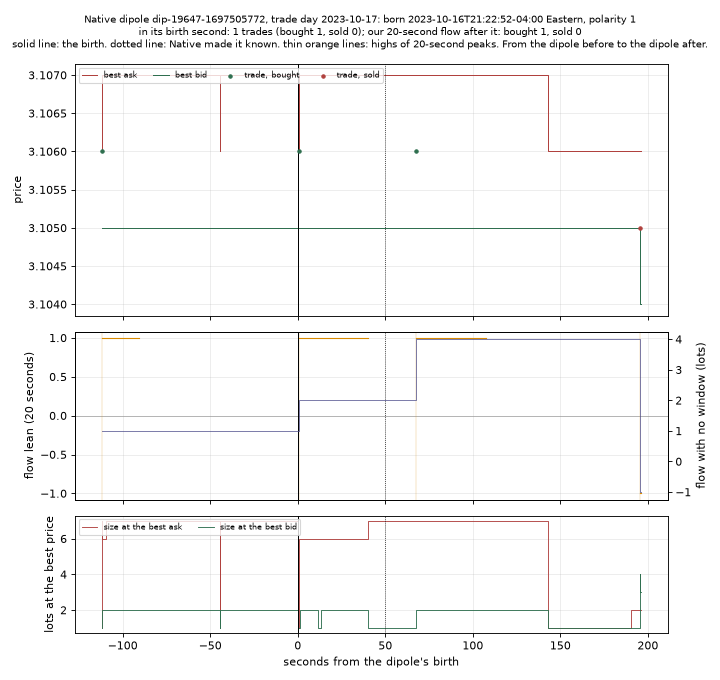 Native dipole dip-19647-1697505772, trade day 2023-10-17: born 2023-10-16T21:22:52-04:00 Eastern, polarity 1
in its birth second: 1 trades (bought 1, sold 0); our 20-second flow after it: bought 1, sold 0
solid line: the birth. dotted line: Native made it known. thin orange lines: highs of 20-second peaks. From the dipole before to the dipole after.
best ask
best bid
trade, bought
trade, sold
3.1070
3.1065
3.1060
3.1055
3.1050
3.1045
3.1040
price
1.0
0.5
0.0
−0.5
−1.0
flow lean (20 seconds)
4
3
2
1
0
−1
flow with no window (lots)
size at the best ask
size at the best bid
6
4
2
lots at the best price
−100
−50
0
50
100
150
200
seconds from the dipole's birth